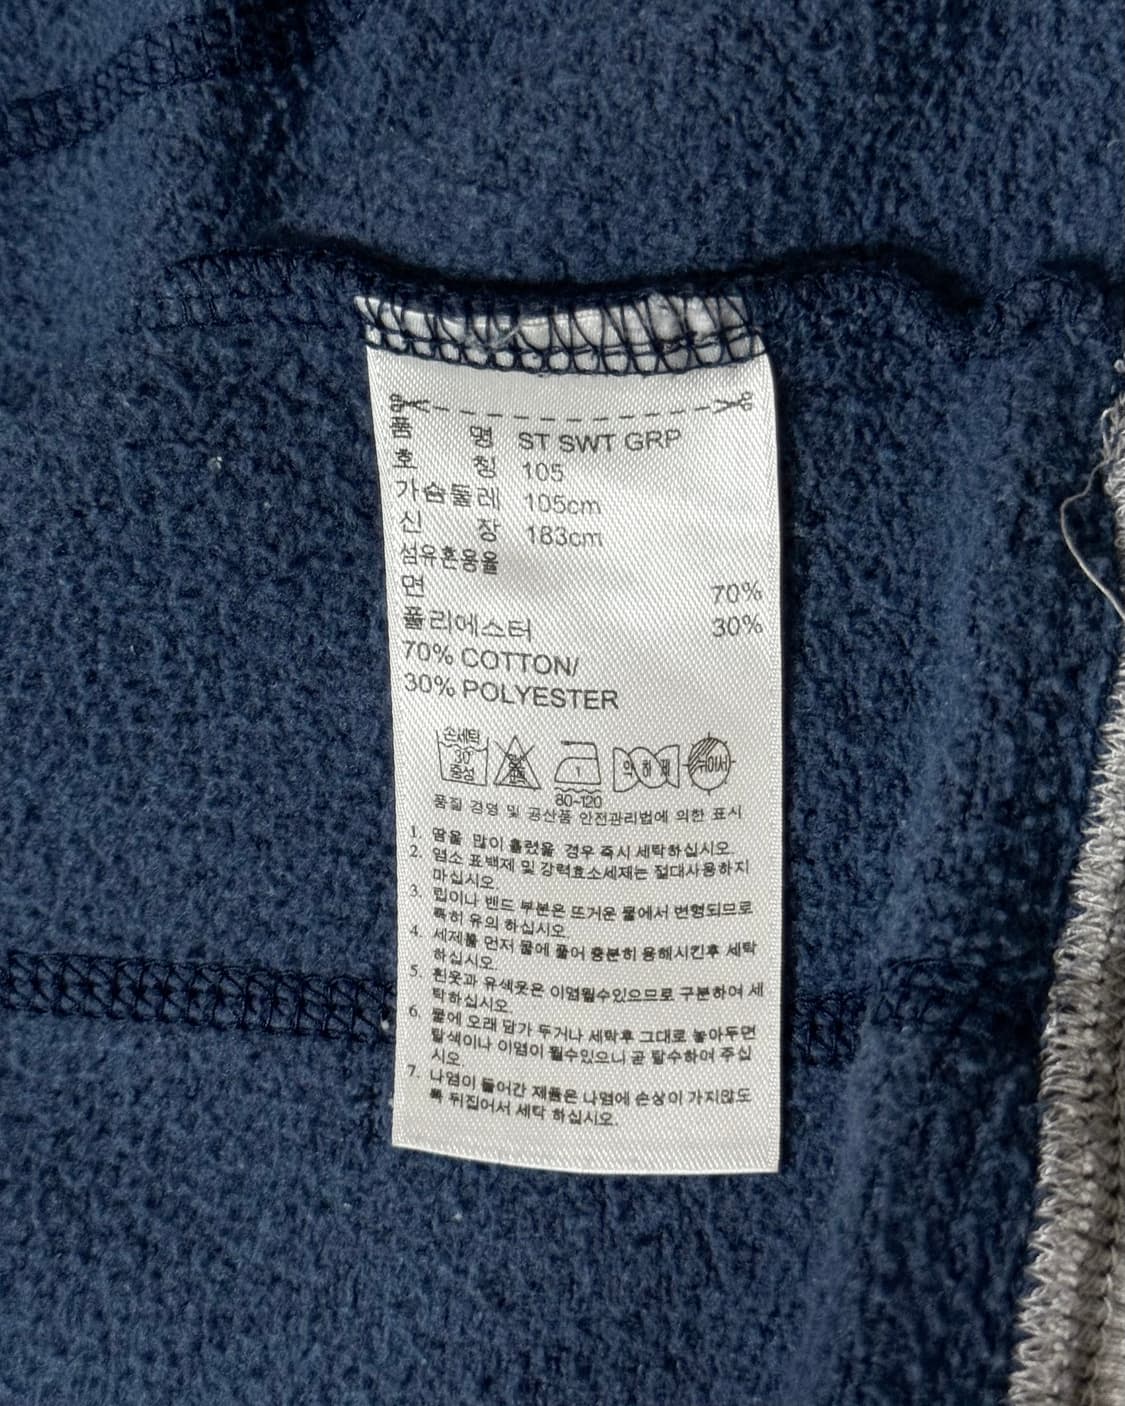 품 명 ST SWT GRP
호 칭 105
가슴둘레 105cm
신 장 183cm
섬유혼용율
면 70%
폴리에스터 30%
70% COTTON/
30% POLYESTER
손세탁
30°
중성
1
80~120
약하게
품질 경영 및 공산품 안전관리법에 의한 표시
1. 땀을 많이 흘렸을 경우 즉시 세탁하십시오.
2. 염소 표백제 및 강력효소세제는 절대사용하지
마십시오.
3. 립이나 밴드 부분은 뜨거운 물에서 변형되므로
특히 유의 하십시오.
4. 세제를 먼저 물에 풀어 충분히 용해시킨후 세탁
하십시오.
5. 흰옷과 유색옷은 이염될수있으므로 구분하여 세
탁하십시오.
6. 물에 오래 담가 두거나 세탁후 그대로 놓아두면
탈색이나 이염이 될수있으니 곧 탈수하여 주십
시오.
7. 나염이 들어간 제품은 나염에 손상이 가지않도
록 뒤집어서 세탁 하십시오.